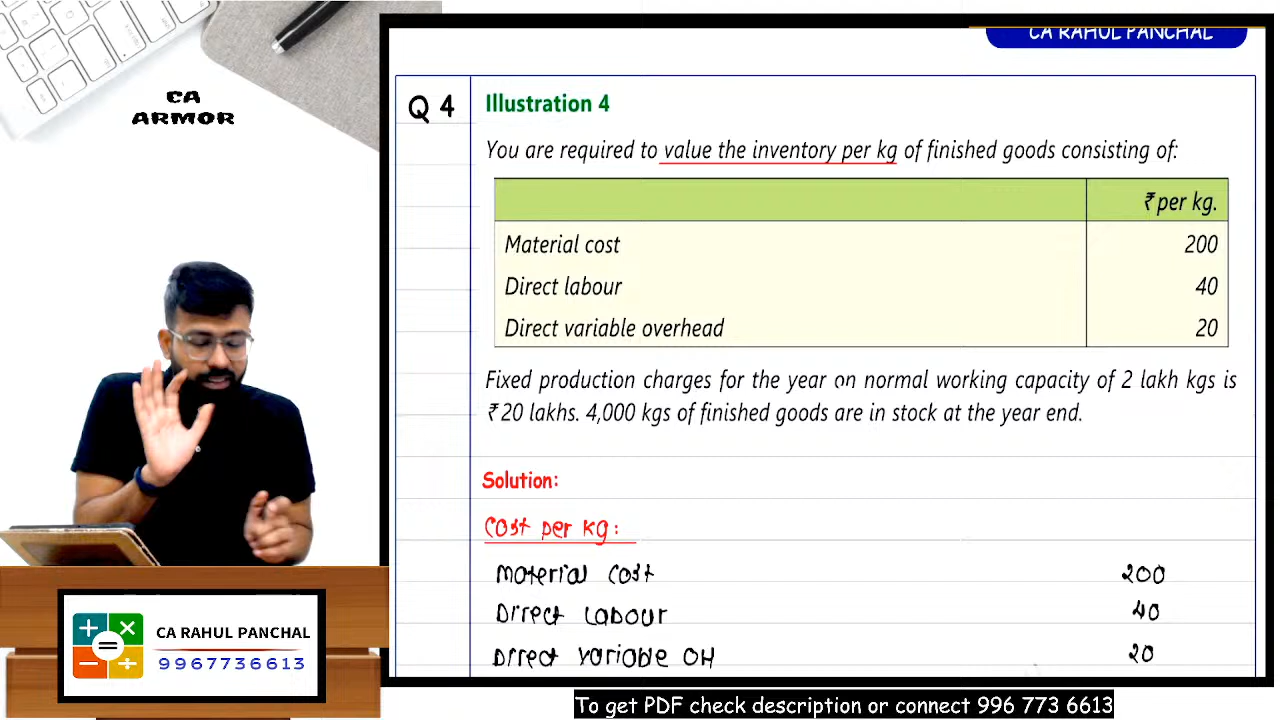 CA RAHUL PANCHAL
CA
ARMOR
Q 4
Illustration 4
You are required to value the inventory per kg of finished goods consisting of:
₹ per kg.
Material cost 200
Direct labour 40
Direct variable overhead 20
Fixed production charges for the year on normal working capacity of 2 lakh kgs is
₹ 20 lakhs. 4,000 kgs of finished goods are in stock at the year end.
Solution:
Cost per kg:
Material cost 200
Direct Labour 40
Direct variable OH 20
CA RAHUL PANCHAL
9967736613
To get PDF check description or connect 996 773 6613